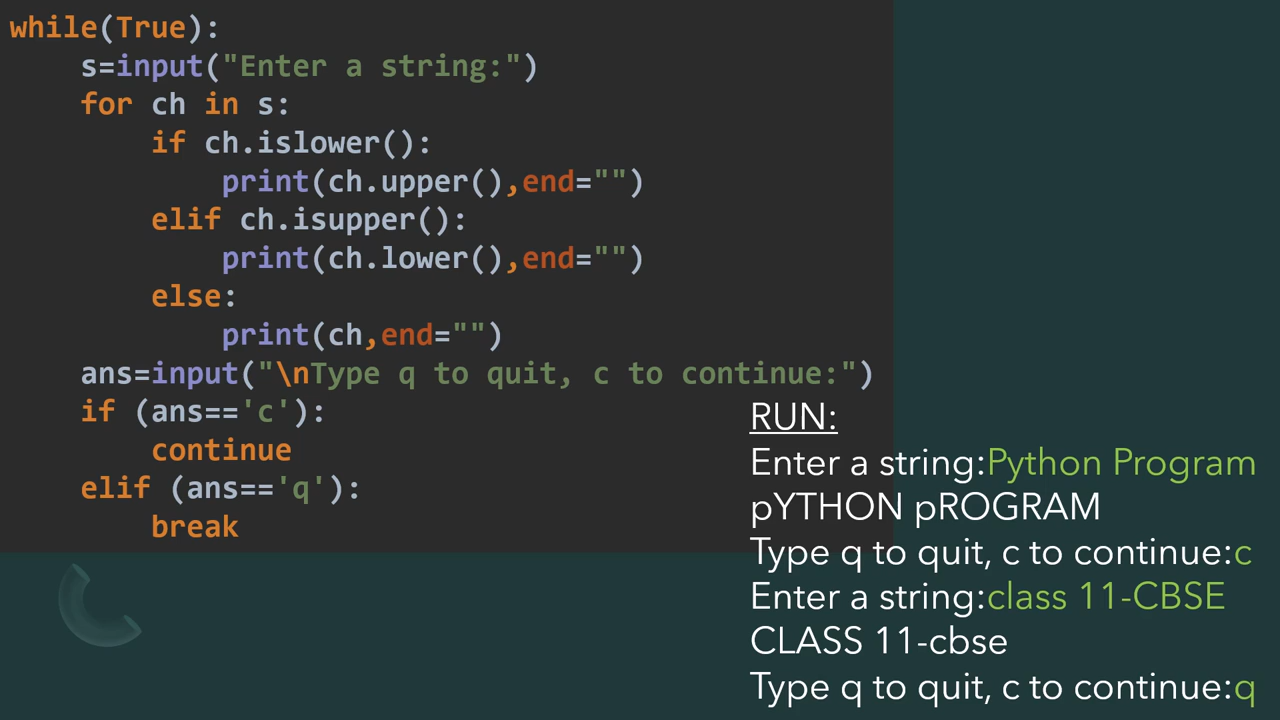 while(True):
    s=input("Enter a string:")
    for ch in s:
        if ch.islower():
            print(ch.upper(),end="")
        elif ch.isupper():
            print(ch.lower(),end="")
        else:
            print(ch,end="")
    ans=input("\nType q to quit, c to continue:")
    if (ans=='c'):
        continue
    elif (ans=='q'):
        break
RUN:
Enter a string:Python Program
pYTHON pROGRAM
Type q to quit, c to continue:c
Enter a string:class 11-CBSE
CLASS 11-cbse
Type q to quit, c to continue:q